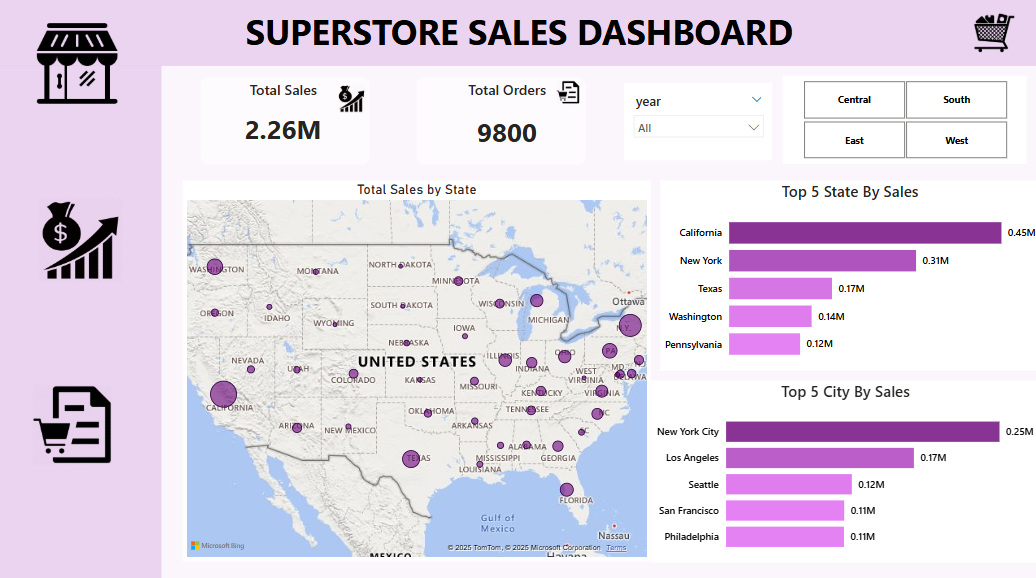 SUPERSTORE SALES DASHBOARD
Total Sales
2.26M
Total Orders
9800
year
All
Central
South
East
West
Total Sales by State
WASHINGTON
MONTANA
NORTH DAKOTA
MINNESOTA
OREGON
IDAHO
SOUTH DAKOTA
WISCONSIN
Ottawa
WYOMING
MICHIGAN
N.Y.
IOWA
NEBRASKA
NEVADA
UTAH
UNITED STATES
ILLINOIS
OHIO
PA
INDIANA
MD
COLORADO
KANSAS
MISSOURI
WEST
VIRGINIA
VIRGINIA
KENTUCKY
CALIFORNIA
OKLAHOMA
TENNESSEE
NC
ARIZONA
NEW MEXICO
ARKANSAS
SC
ALABAMA
TEXAS
MISSISSIPPI
GEORGIA
LOUISIANA
FLORIDA
Gulf of
Mexico
Nassau
MEXICO
Havana
Microsoft Bing
© 2025 TomTom, © 2025 Microsoft Corporation Terms
Top 5 State By Sales
California 0.45M
New York 0.31M
Texas 0.17M
Washington 0.14M
Pennsylvania 0.12M
Top 5 City By Sales
New York City 0.25M
Los Angeles 0.17M
Seattle 0.12M
San Francisco 0.11M
Philadelphia 0.11M